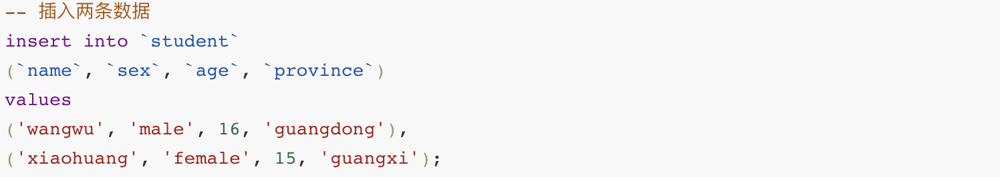 -- 插入两条数据
insert into `student`
(`name`, `sex`, `age`, `province`)
values
('wangwu', 'male', 16, 'guangdong'),
('xiaohuang', 'female', 15, 'guangxi');